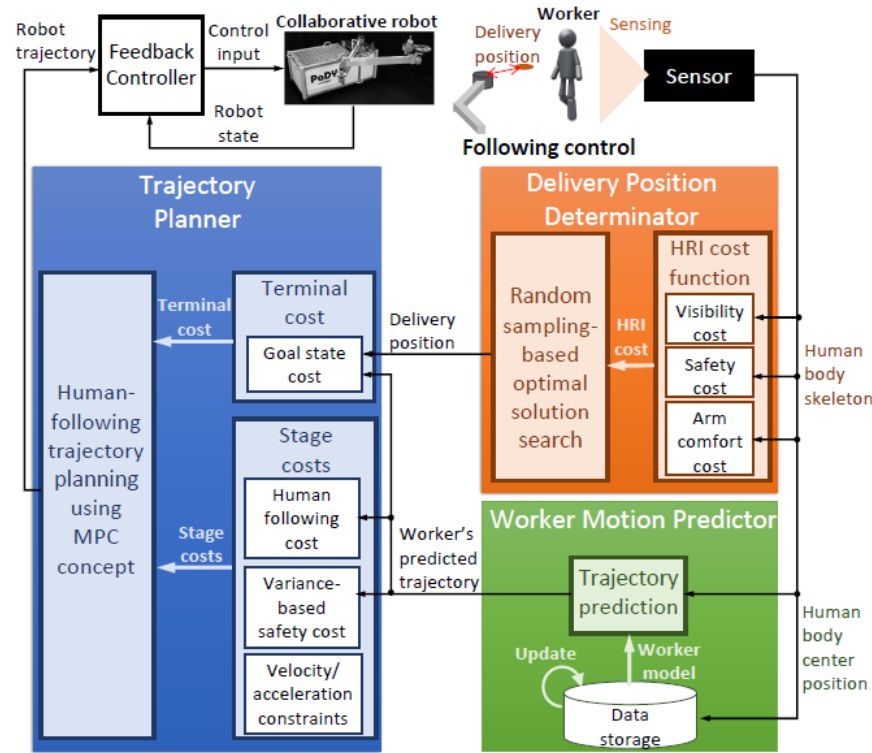 Robot
trajectory
Feedback
Controller
Control
input
Collaborative robot
PaDY
Robot
state
Delivery
position
Worker
Sensing
Sensor
Following control
Trajectory
Planner
Human-
following
trajectory
planning
using
MPC
concept
Terminal
cost
Terminal
cost
Goal state
cost
Stage
costs
Stage
costs
Human
following
cost
Variance-
based
safety cost
Velocity/
acceleration
constraints
Delivery
position
Worker's
predicted
trajectory
Delivery Position
Determinator
Random
sampling-
based
optimal
solution
search
HRI
cost
HRI cost
function
Visibility
cost
Safety
cost
Arm
comfort
cost
Human
body
skeleton
Worker Motion Predictor
Trajectory
prediction
Update
Worker
model
Data
storage
Human
body
center
position